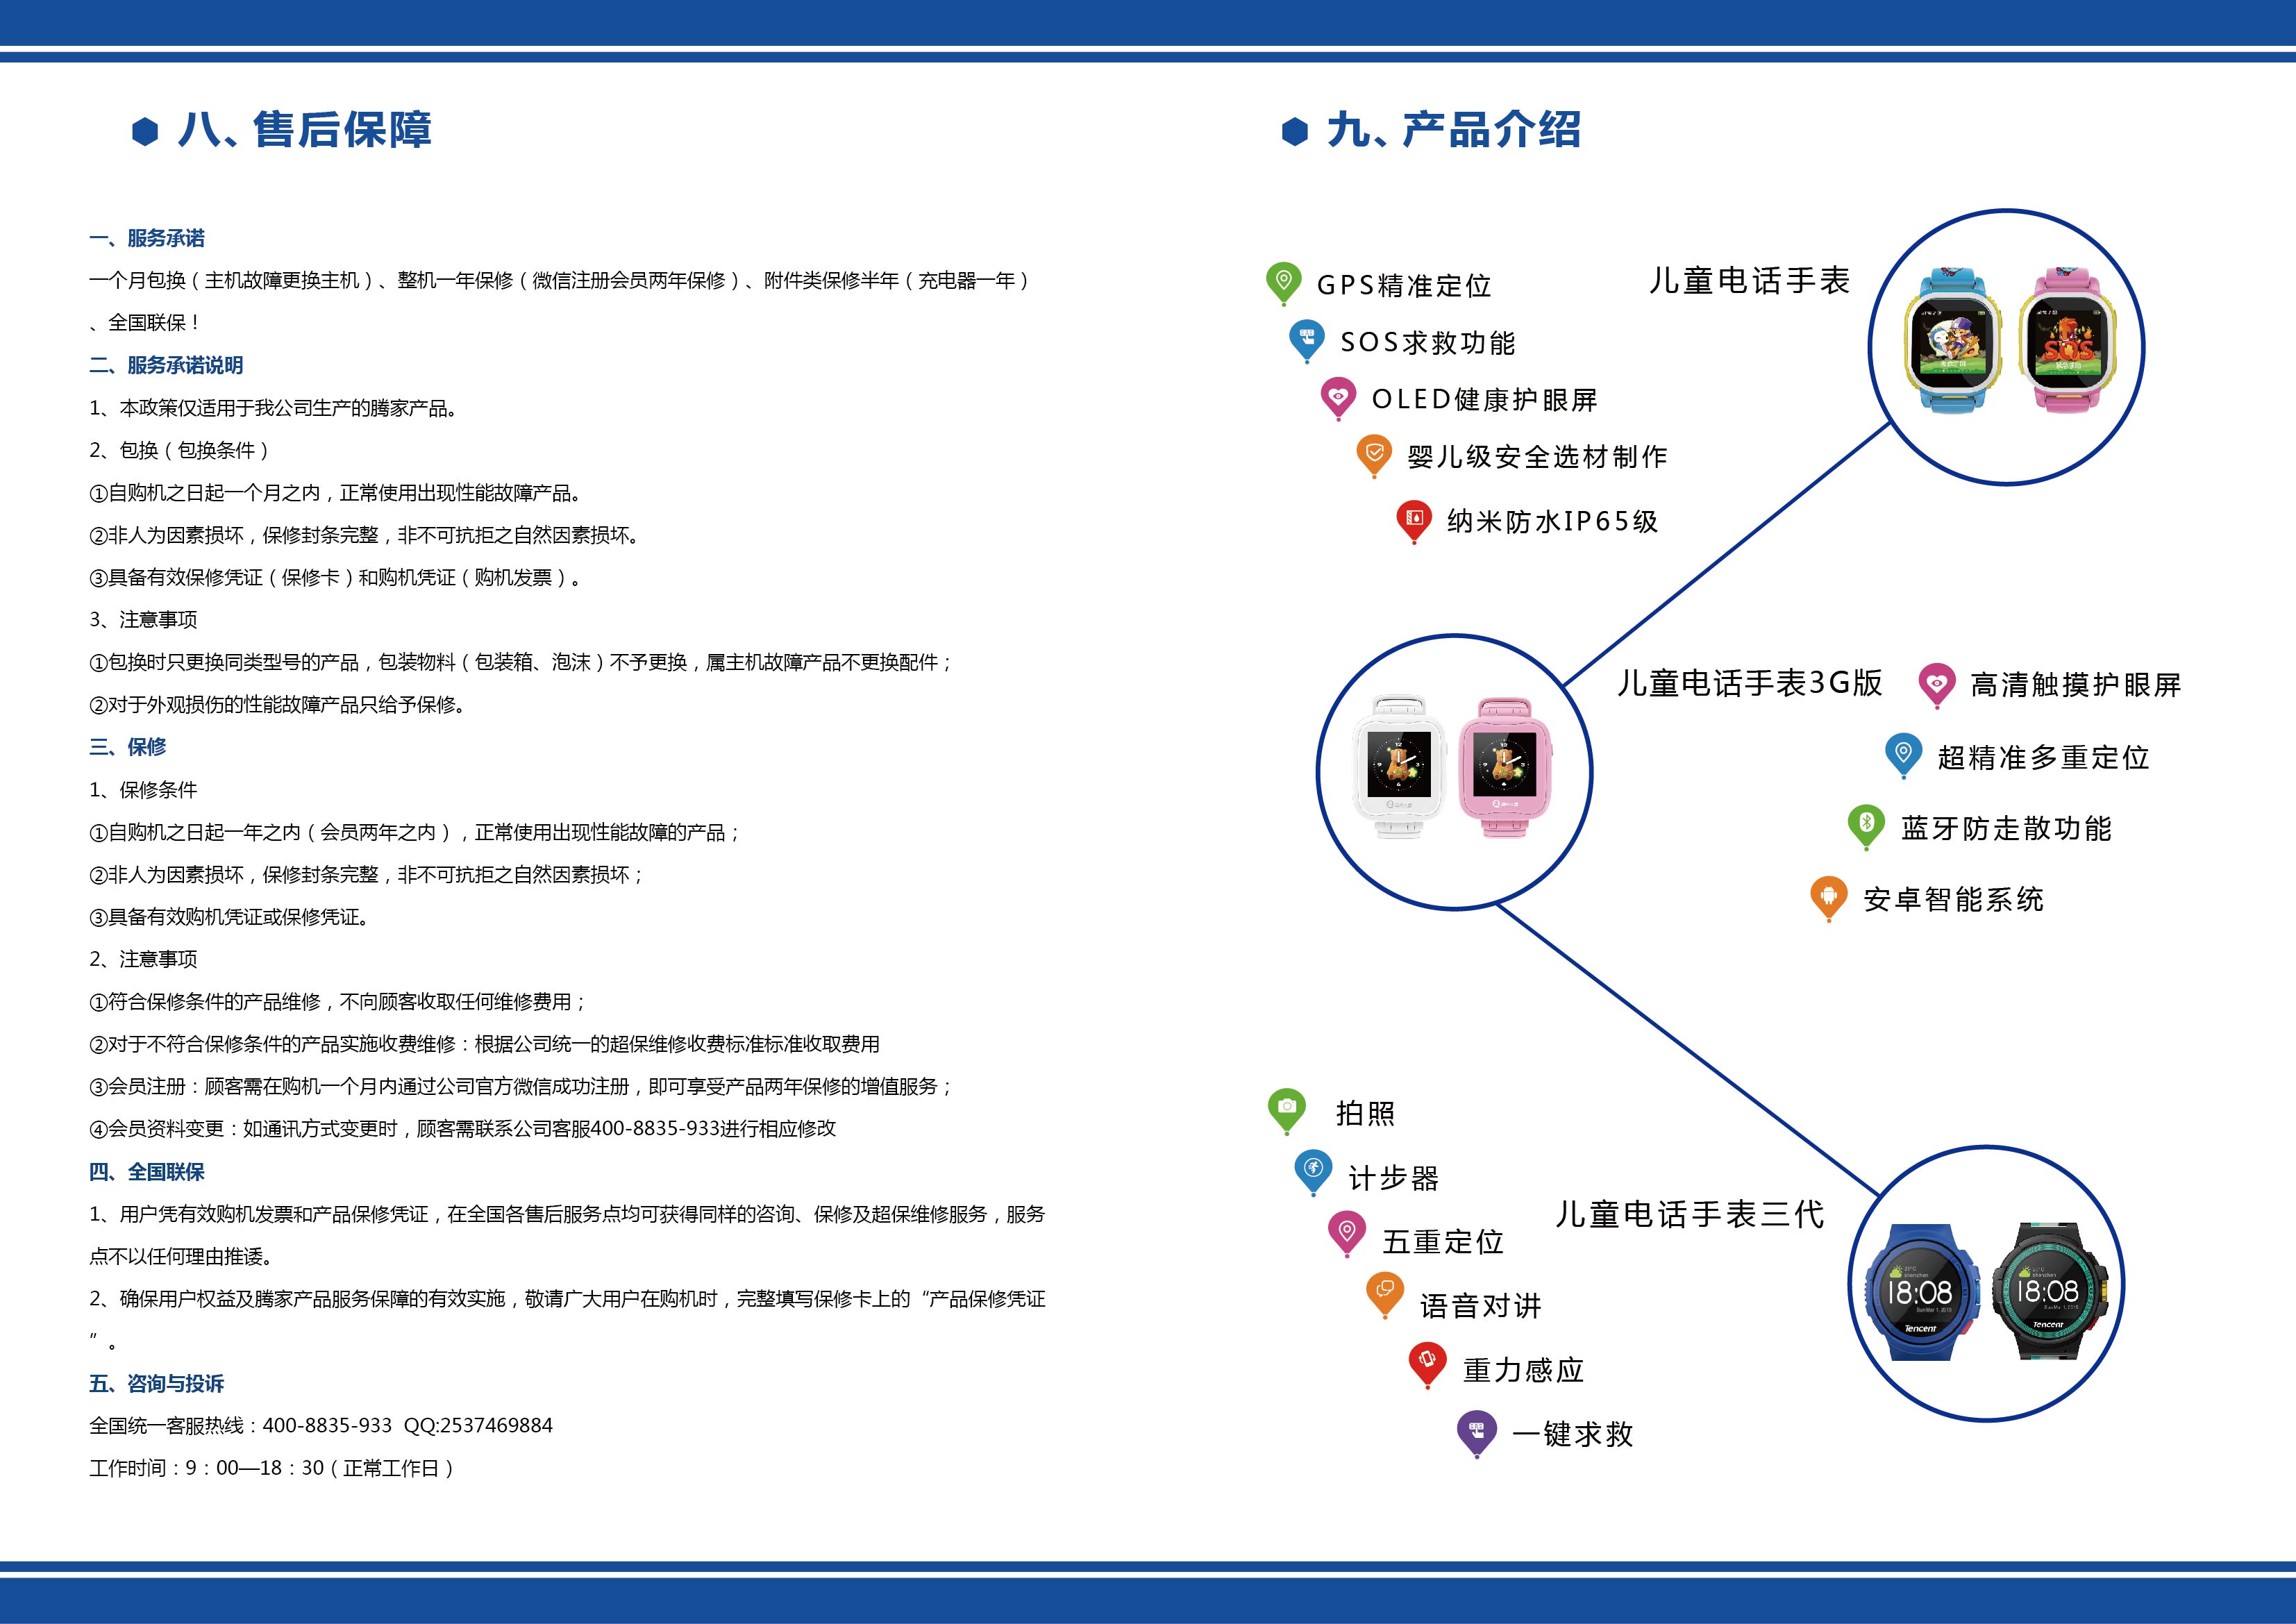 八、售后保障
一、服务承诺
一个月包换（主机故障更换主机）、整机一年保修（微信注册会员两年保修）、附件类保修半年（充电器一年）
、全国联保！
二、服务承诺说明
1、本政策仅适用于我公司生产的腾家产品。
2、包换（包换条件）
①自购机之日起一个月之内，正常使用出现性能故障产品。
②非人为因素损坏，保修封条完整，非不可抗拒之自然因素损坏。
③具备有效保修凭证（保修卡）和购机凭证（购机发票）。
3、注意事项
①包换时只更换同类型号的产品，包装物料（包装箱、泡沫）不予更换，属主机故障产品不更换配件；
②对于外观损伤的性能故障产品只给予保修。
三、保修
1、保修条件
①自购机之日起一年之内（会员两年之内），正常使用出现性能故障的产品；
②非人为因素损坏，保修封条完整，非不可抗拒之自然因素损坏；
③具备有效购机凭证或保修凭证。
2、注意事项
①符合保修条件的产品维修，不向顾客收取任何维修费用；
②对于不符合保修条件的产品实施收费维修：根据公司统一的超保维修收费标准标准收取费用
③会员注册：顾客需在购机一个月内通过公司官方微信成功注册，即可享受产品两年保修的增值服务；
④会员资料变更：如通讯方式变更时，顾客需联系公司客服400-8835-933进行相应修改
四、全国联保
1、用户凭有效购机发票和产品保修凭证，在全国各售后服务点均可获得同样的咨询、保修及超保维修服务，服务
点不以任何理由推诿。
2、确保用户权益及腾家产品服务保障的有效实施，敬请广大用户在购机时，完整填写保修卡上的“产品保修凭证
”。
五、咨询与投诉
全国统一客服热线：400-8835-933 QQ:2537469884
工作时间：9：00—18：30（正常工作日）
九、产品介绍
儿童电话手表
GPS精准定位
SOS求救功能
OLED健康护眼屏
婴儿级安全选材制作
纳米防水IP65级
SOS
儿童电话手表3G版
高清触摸护眼屏
超精准多重定位
蓝牙防走散功能
安卓智能系统
拍照
计步器
五重定位
语音对讲
重力感应
一键求救
儿童电话手表三代
shenzhen
18:08
Sun Mar 1, 2015
Tencent
shenzhen
18:08
Sun Mar 1, 2015
Tencent